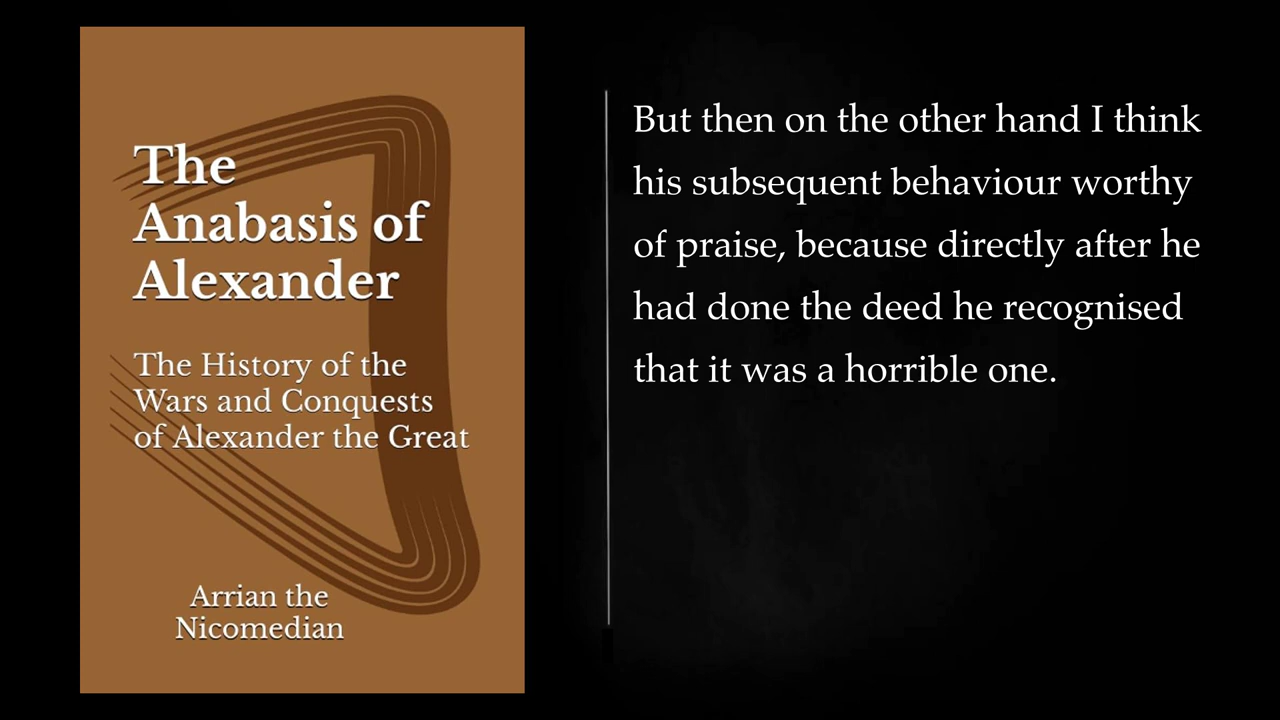 The
Anabasis of
Alexander
The History of the
Wars and Conquests
of Alexander the Great
Arrian the
Nicomedian
But then on the other hand I think
his subsequent behaviour worthy
of praise, because directly after he
had done the deed he recognised
that it was a horrible one.